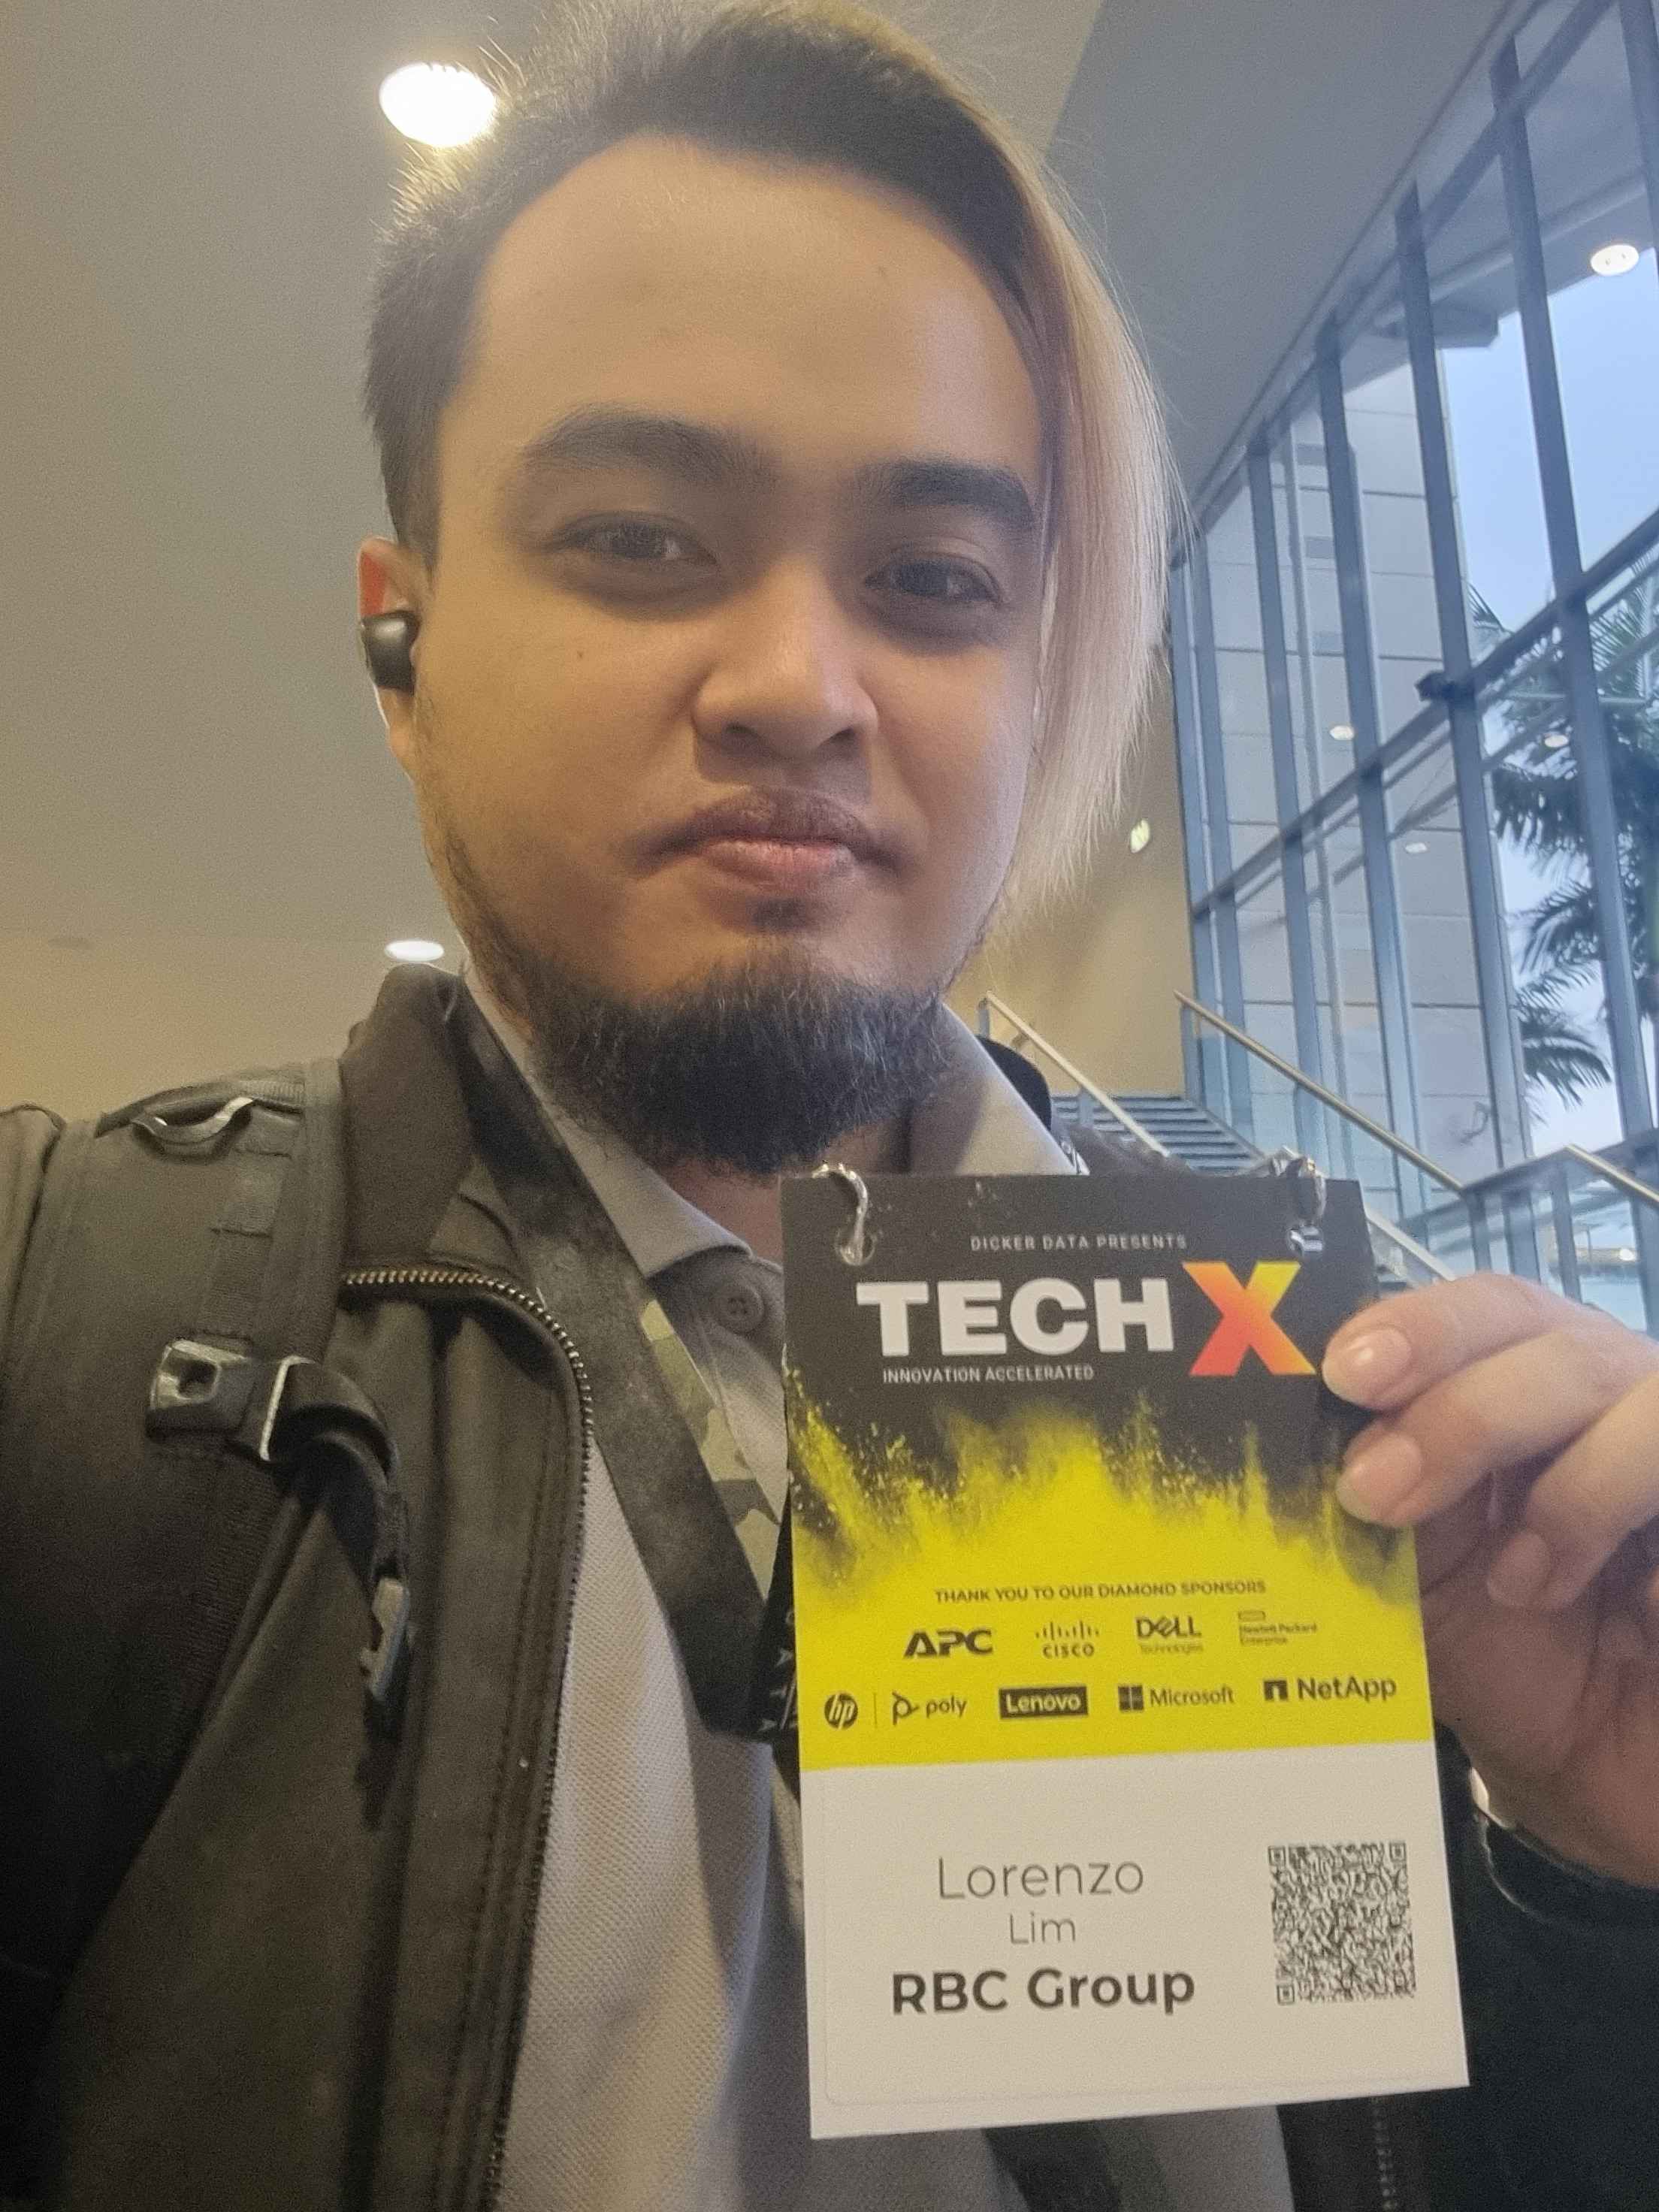 DICKER DATA PRESENTS
TECH X
INNOVATION ACCELERATED
THANK YOU TO OUR DIAMOND SPONSORS
APC CISCO DELL Technologies Hewlett Packard Enterprise
hp poly Lenovo Microsoft NetApp
Lorenzo
Lim
RBC Group